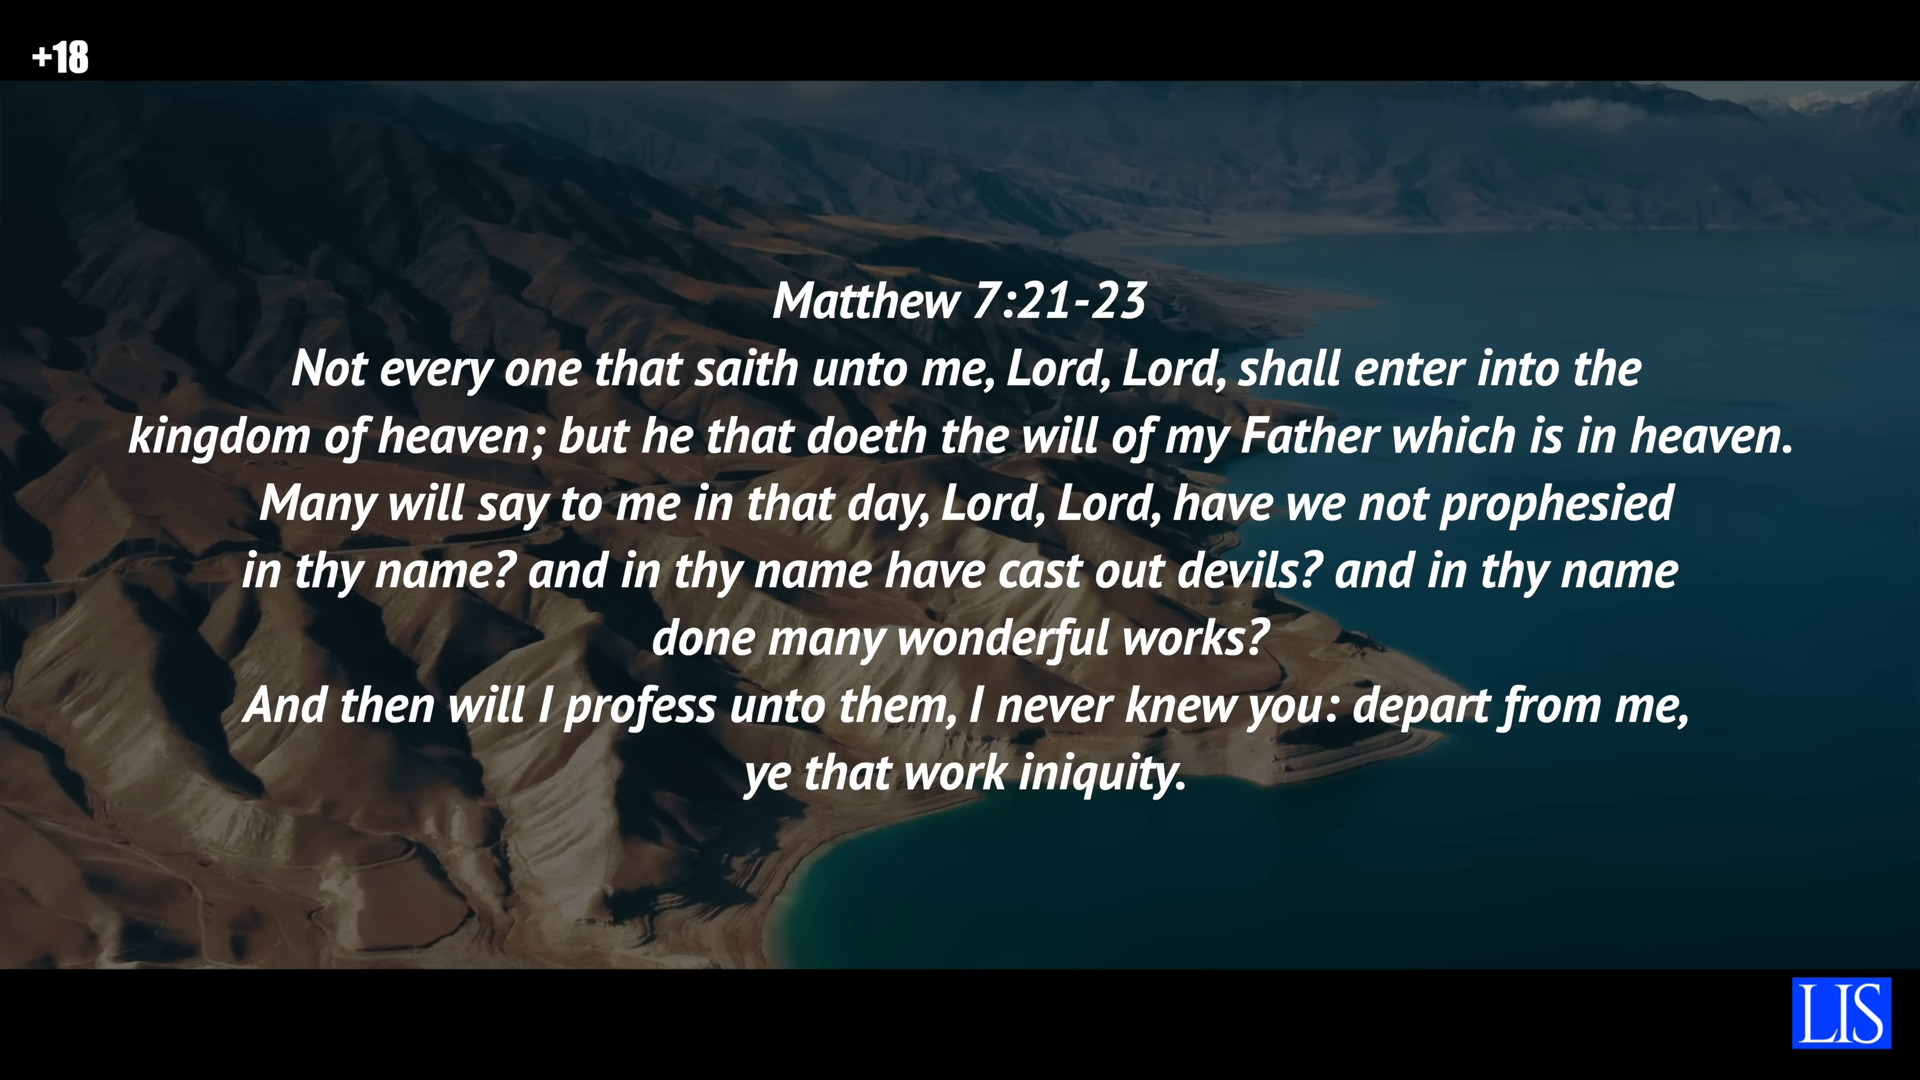 +18
Matthew 7:21-23
Not every one that saith unto me, Lord, Lord, shall enter into the
kingdom of heaven; but he that doeth the will of my Father which is in heaven.
Many will say to me in that day, Lord, Lord, have we not prophesied
in thy name? and in thy name have cast out devils? and in thy name
done many wonderful works?
And then will I profess unto them, I never knew you: depart from me,
ye that work iniquity.
LIS